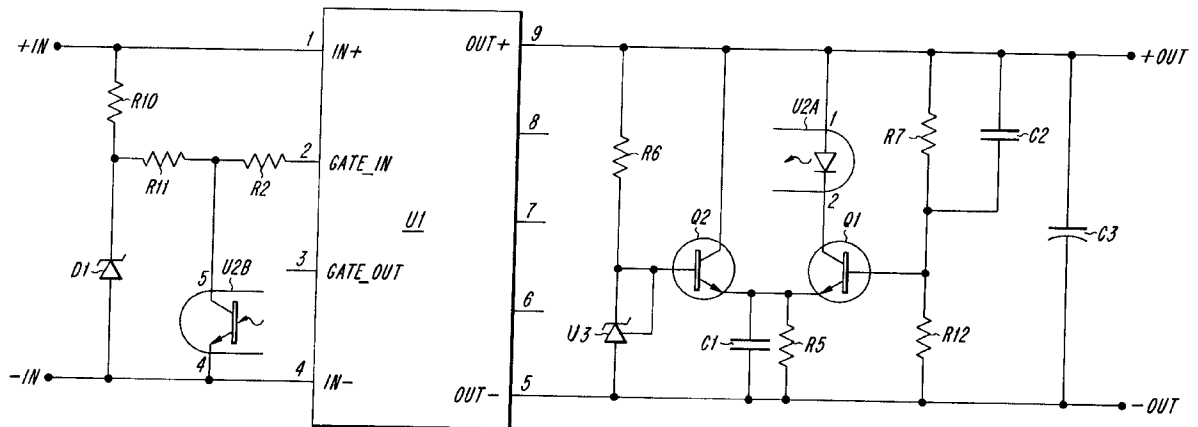 +IN
1
IN+
OUT+
9
+OUT
R10
8
U2A
1
R7
C2
R11
R2
2
GATE_IN
R6
2
U1
7
Q2
Q1
C3
D1
5
U2B
3
GATE_OUT
6
U3
C1
R5
R12
4
-IN
4
IN-
OUT-
5
-OUT